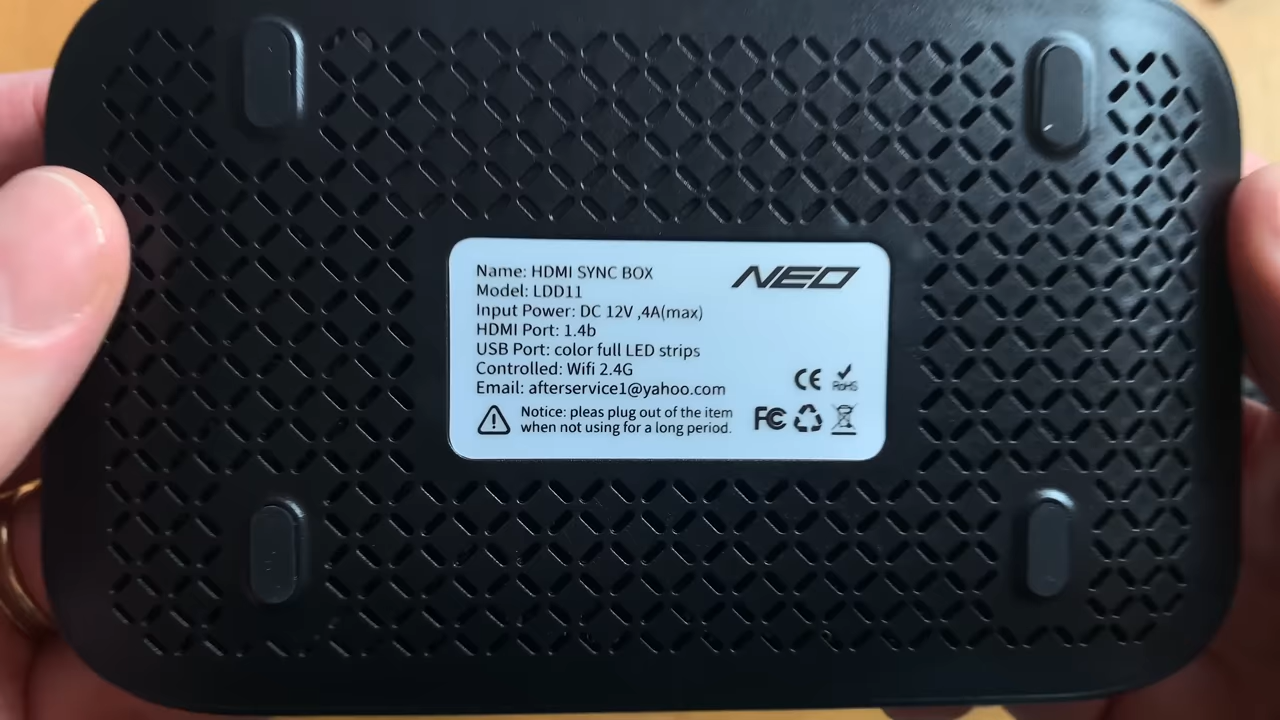 NEO
Name: HDMI SYNC BOX
Model: LDD11
Input Power: DC 12V ,4A(max)
HDMI Port: 1.4b
USB Port: color full LED strips
Controlled: Wifi 2.4G
Email: afterservice1@yahoo.com
Notice: pleas plug out of the item
when not using for a long period.
CE RoHS
FC